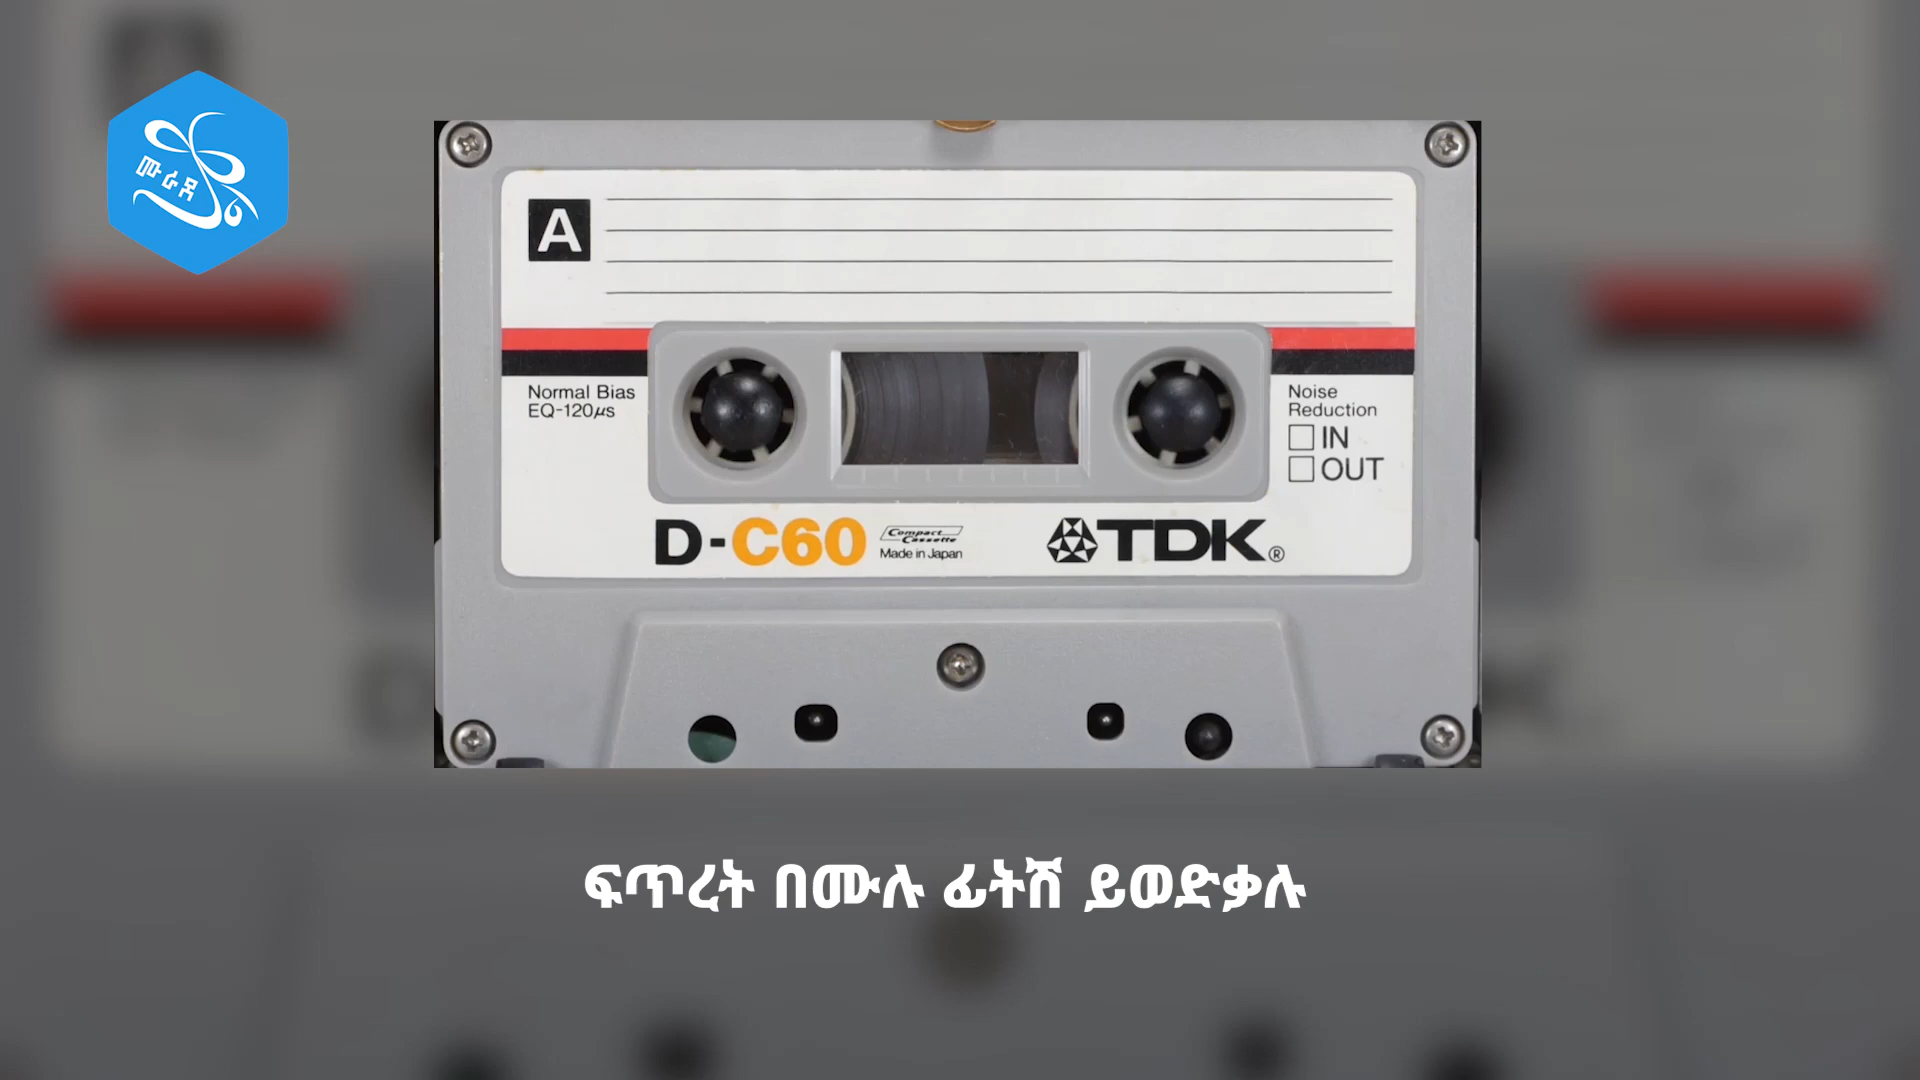 ሙራዳ
A
Normal Bias
EQ-120µs
Noise
Reduction
IN
OUT
D-C60
Compact
Cassette
Made in Japan
TDK®
ፍጥረት በሙሉ ፊትሽ ይወድቃሉ